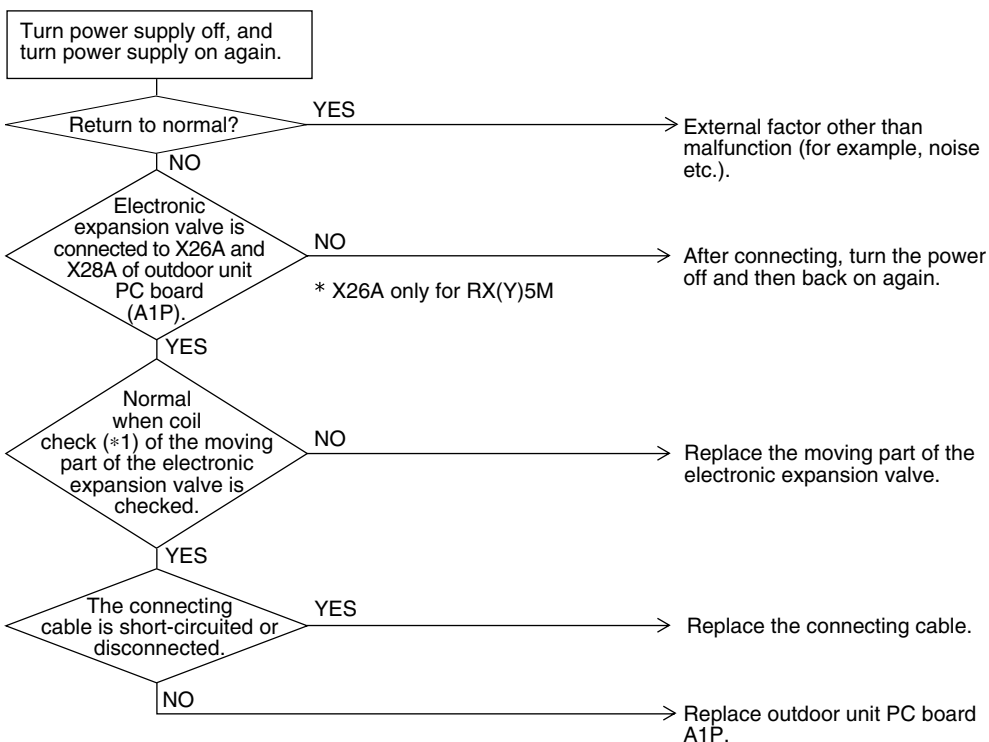 Turn power supply off, and
turn power supply on again.
Return to normal?
YES
External factor other than
malfunction (for example, noise
etc.).
NO
Electronic
expansion valve is
connected to X26A and
X28A of outdoor unit
PC board
(A1P).
NO
* X26A only for RX(Y)5M
After connecting, turn the power
off and then back on again.
YES
Normal
when coil
check (*1) of the moving
part of the electronic
expansion valve is
checked.
NO
Replace the moving part of the
electronic expansion valve.
YES
The connecting
cable is short-circuited or
disconnected.
YES
Replace the connecting cable.
NO
Replace outdoor unit PC board
A1P.